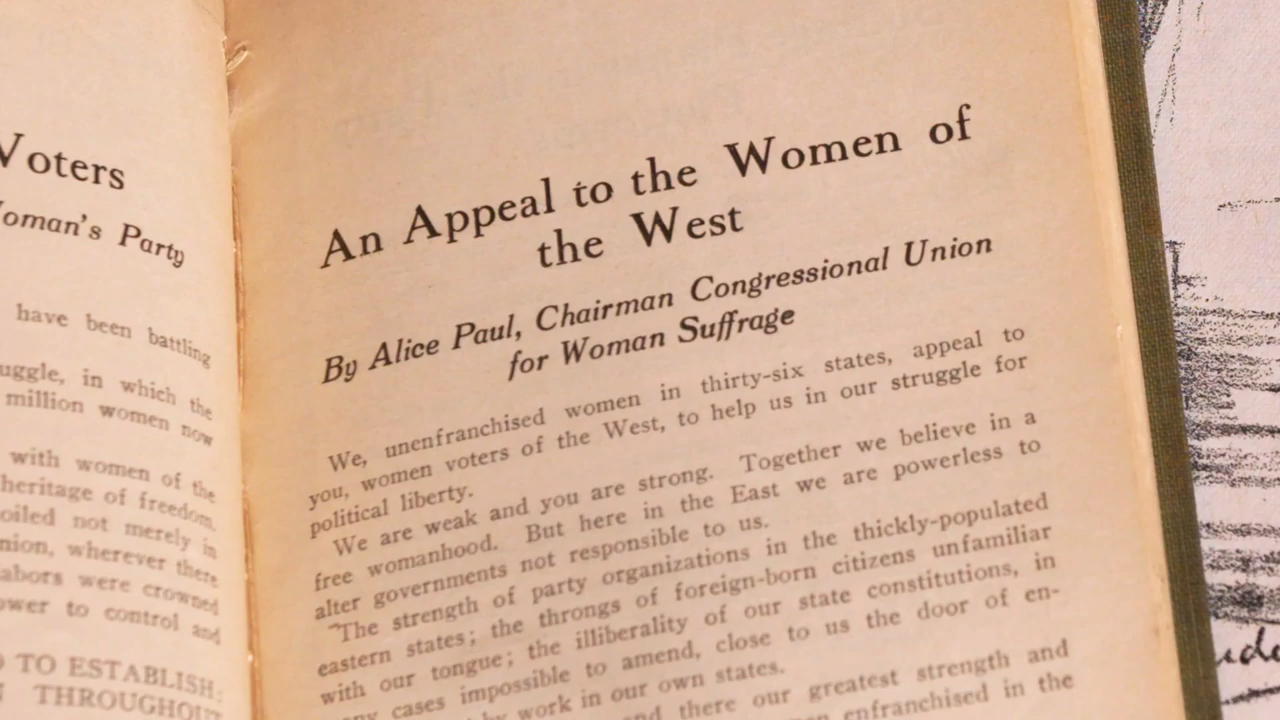 Voters
Woman's Party
have been battling
uggle, in which the
million women now
with women of the
heritage of freedom,
oiled not merely in
nion, wherever there
labors were crowned
ower to control and
TO ESTABLISH:
THROUGHOUT
An Appeal to the Women of
the West
By Alice Paul, Chairman Congressional Union
for Woman Suffrage
We, unenfranchised women in thirty-six states, appeal to
you, women voters of the West, to help us in our struggle for
political liberty.
We are weak and you are strong. Together we believe in a
free womanhood. But here in the East we are powerless to
alter governments not responsible to us.
The strength of party organizations in the thickly-populated
eastern states; the throngs of foreign-born citizens unfamiliar
with our tongue; the illiberality of our state constitutions, in
cases impossible to amend, close to us the door of en-
by work in our own states.
and there our greatest strength and
enfranchised in the